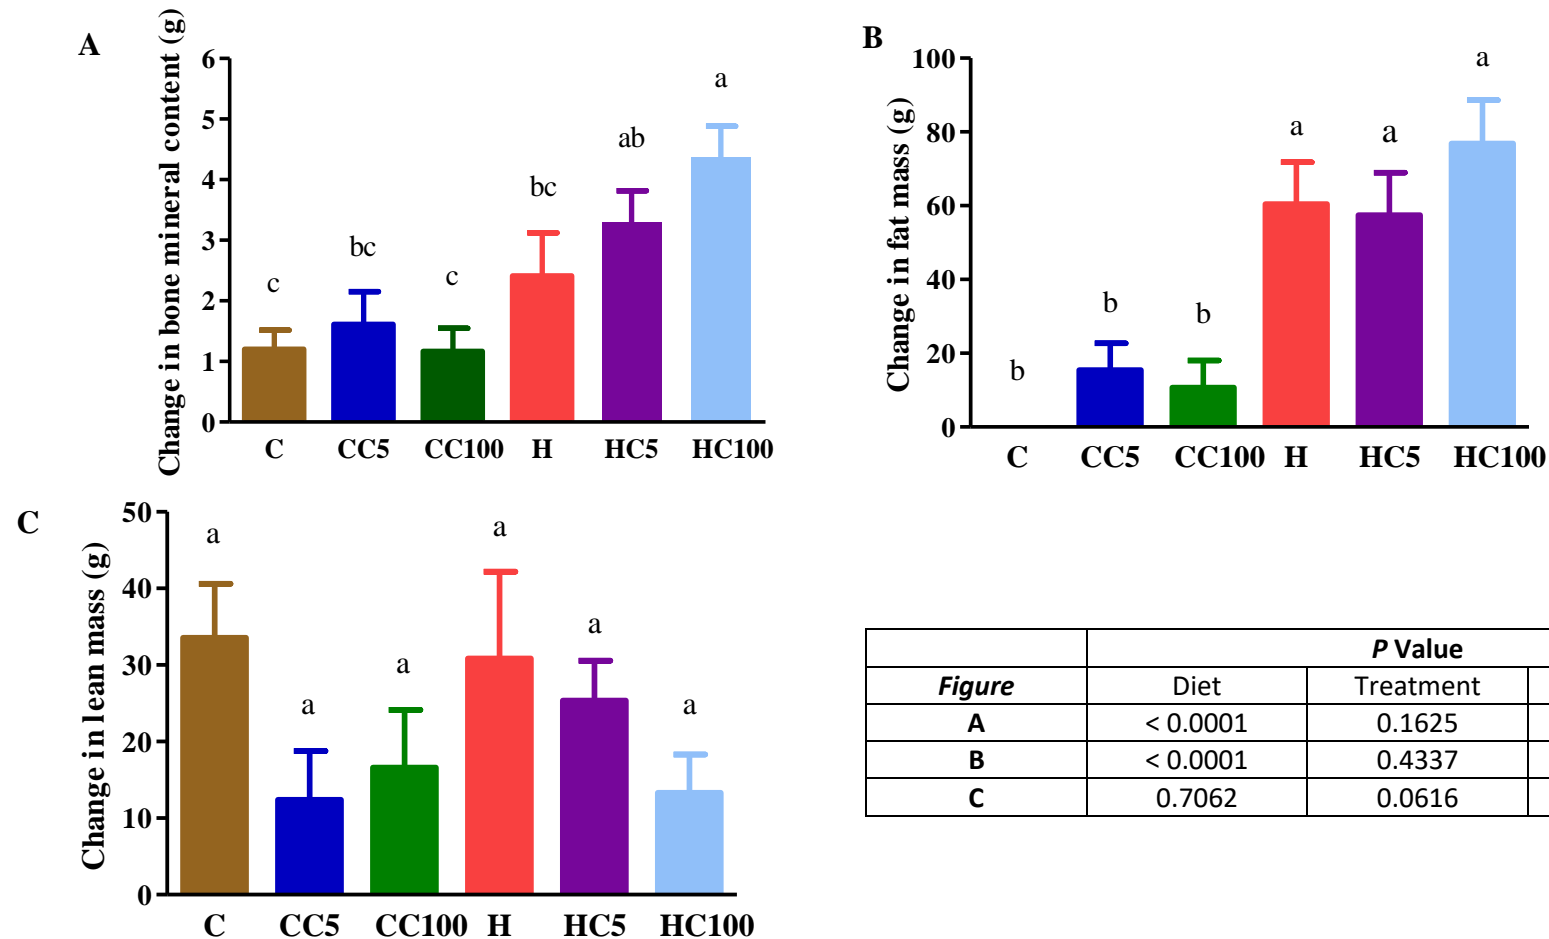 A
Change in bone mineral content (g)
6
5
4
3
2
1
0
c
bc
c
bc
ab
a
C CC5 CC100 H HC5 HC100
B
Change in fat mass (g)
100
80
60
40
20
0
b
b
b
a
a
a
C CC5 CC100 H HC5 HC100
C
Change in lean mass (g)
50
40
30
20
10
0
a
a
a
a
a
a
C CC5 CC100 H HC5 HC100
P Value
Figure Diet Treatment
A < 0.0001 0.1625
B < 0.0001 0.4337
C 0.7062 0.0616